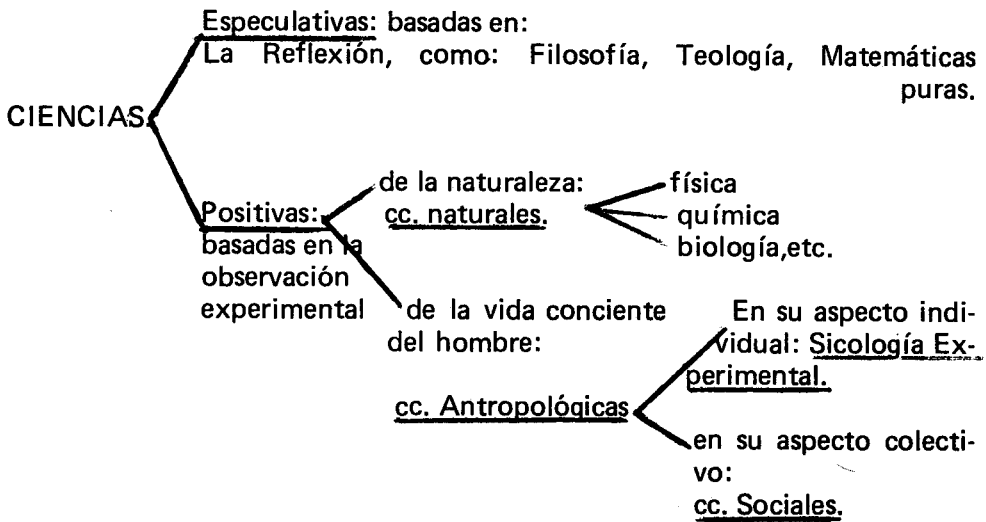 Especulativas: basadas en:
La Reflexión, como: Filosofía, Teología, Matemáticas
puras.
CIENCIAS
Positivas:
basadas en la
observación
experimental
de la naturaleza:
cc. naturales.
física
química
biología,etc.
de la vida conciente
del hombre:
cc. Antropológicas
En su aspecto indi-
vidual: Sicología Ex-
perimental.
en su aspecto colecti-
vo:
cc. Sociales.